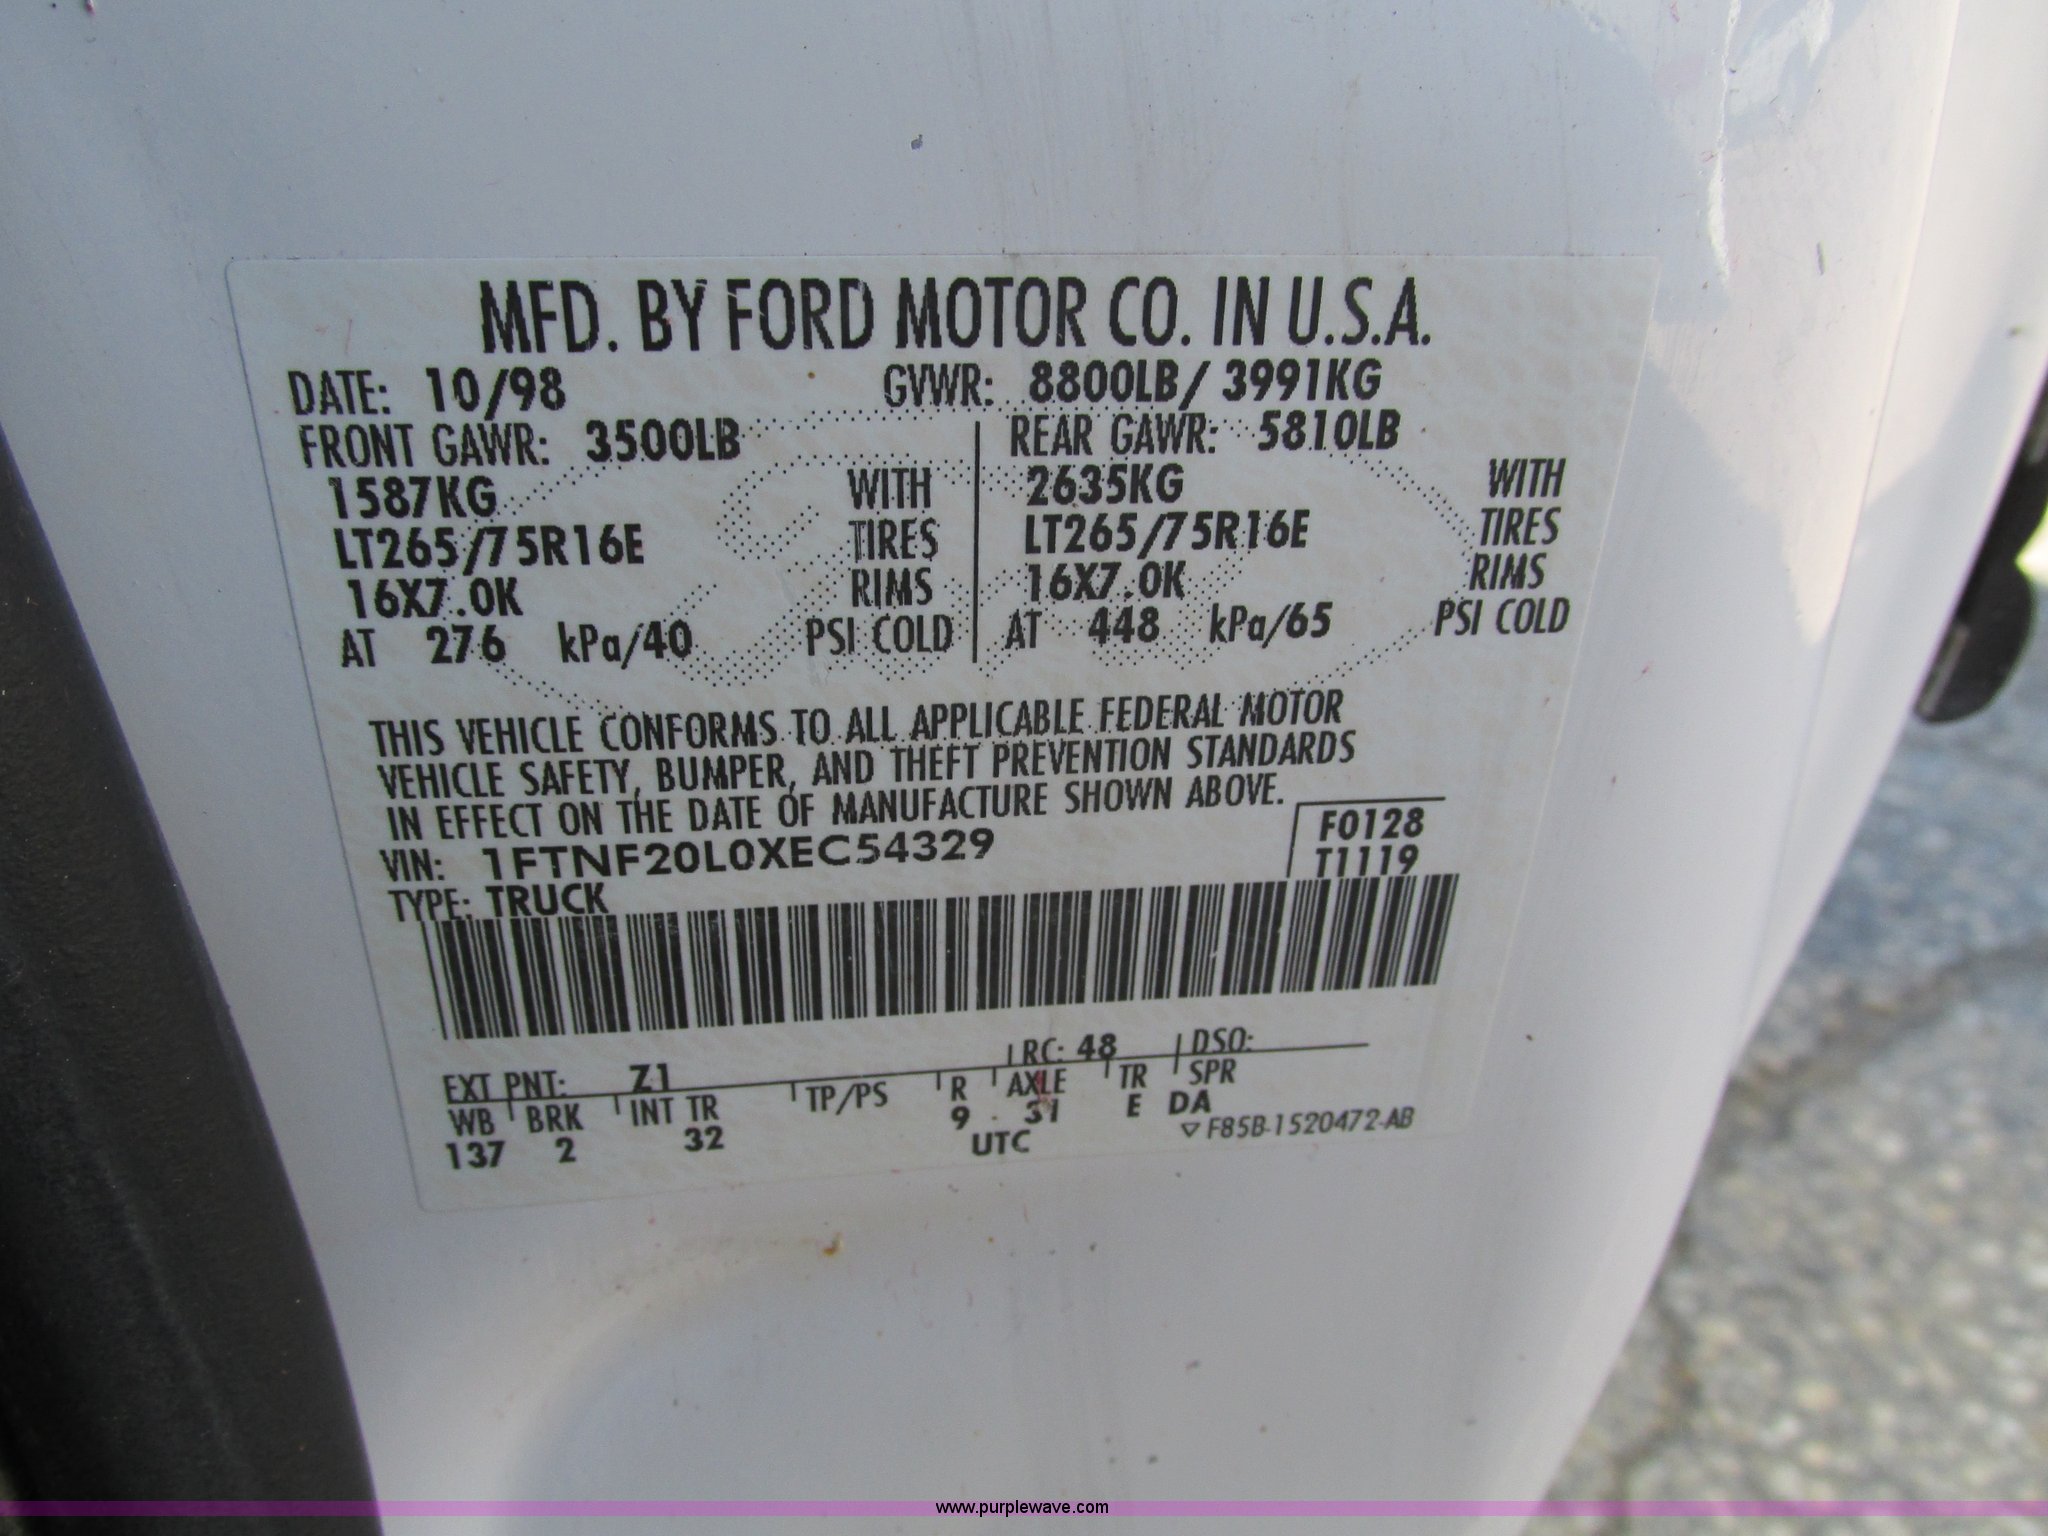 MFD. BY FORD MOTOR CO. IN U.S.A.
DATE: 10/98 GVWR: 8800LB/ 3991KG
FRONT GAWR: 3500LB REAR GAWR: 5810LB
1587KG WITH 2635KG WITH
LT265/75R16E TIRES LT265/75R16E TIRES
16X7.0K RIMS 16X7.0K RIMS
AT 276 kPa/40 PSI COLD AT 448 kPa/65 PSI COLD
THIS VEHICLE CONFORMS TO ALL APPLICABLE FEDERAL MOTOR
VEHICLE SAFETY, BUMPER, AND THEFT PREVENTION STANDARDS
IN EFFECT ON THE DATE OF MANUFACTURE SHOWN ABOVE.
F0128
VIN: 1FTNF20L0XEC54329
T1119
TYPE: TRUCK
EXT PNT: Z1 RC: 48 DSO:
WB BRK INT TR TP/PS R AXLE TR SPR
137 2 32 9 31 E DA
UTC ▽ F85B-1520472-AB
www.purplewave.com